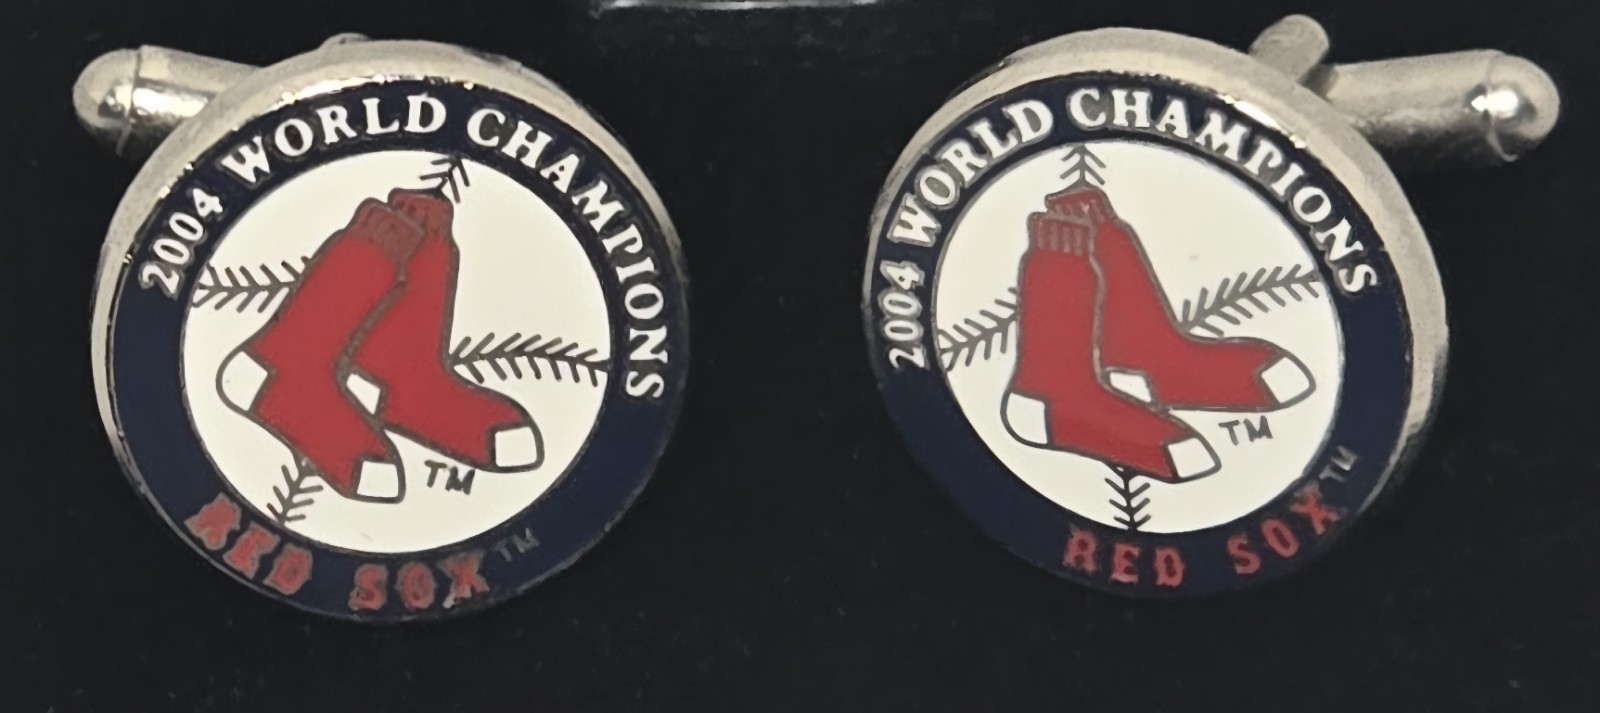 2004 WORLD CHAMPIONS
TM
RED SOX™
2004 WORLD CHAMPIONS
TM
RED SOX™